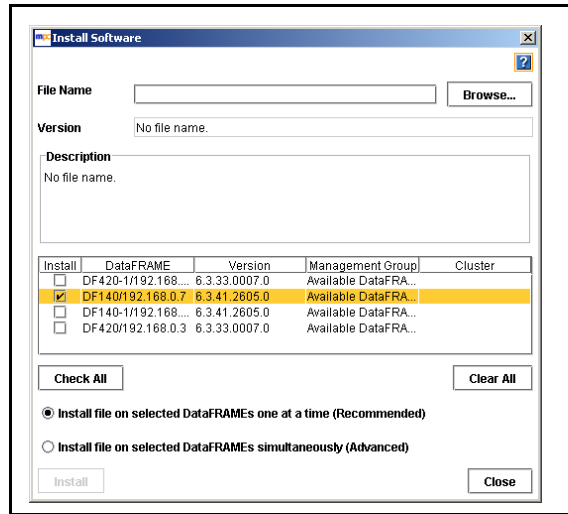 mpc Install Software
?
File Name Browse...
Version No file name.
Description
No file name.
Install DataFRAME Version Management Group Cluster
DF420-1/192.168.... 6.3.33.0007.0 Available DataFRA...
DF140/192.168.0.7 6.3.41.2605.0 Available DataFRA...
DF140-1/192.168.... 6.3.41.2605.0 Available DataFRA...
DF420/192.168.0.3 6.3.33.0007.0 Available DataFRA...
Check All Clear All
Install file on selected DataFRAMEs one at a time (Recommended)
Install file on selected DataFRAMEs simultaneously (Advanced)
Install Close